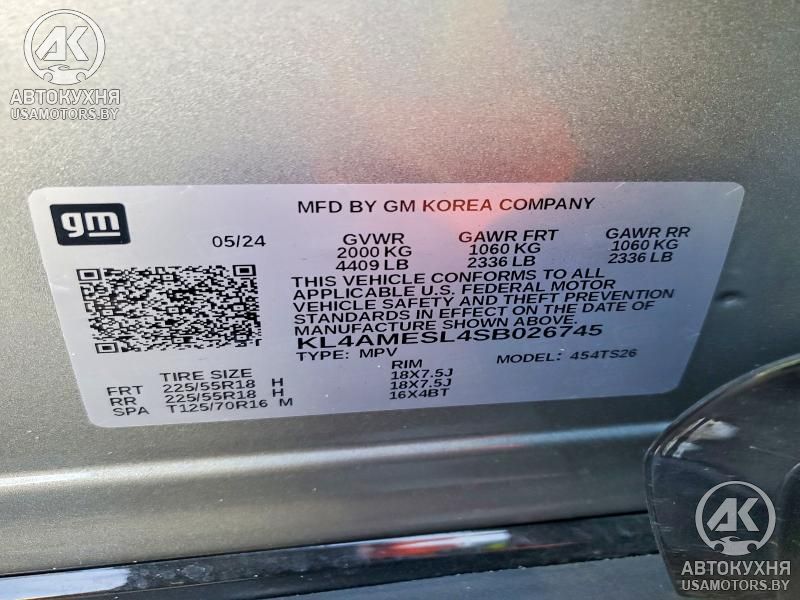 AK
АВТОКУХНЯ
USAMOTORS.BY
gm
MFD BY GM KOREA COMPANY
05/24
GVWR GAWR FRT GAWR RR
2000 KG 1060 KG 1060 KG
4409 LB 2336 LB 2336 LB
THIS VEHICLE CONFORMS TO ALL
APPLICABLE U.S. FEDERAL MOTOR
VEHICLE SAFETY AND THEFT PREVENTION
STANDARDS IN EFFECT ON THE DATE OF
MANUFACTURE SHOWN ABOVE
KL4AMESL4SB026745
TYPE: MPV MODEL: 454TS26
TIRE SIZE RIM
FRT 225/55R18 H 18X7.5J
RR 225/55R18 H 18X7.5J
SPA T125/70R16 M 16X4BT
AK
АВТОКУХНЯ
USAMOTORS.BY